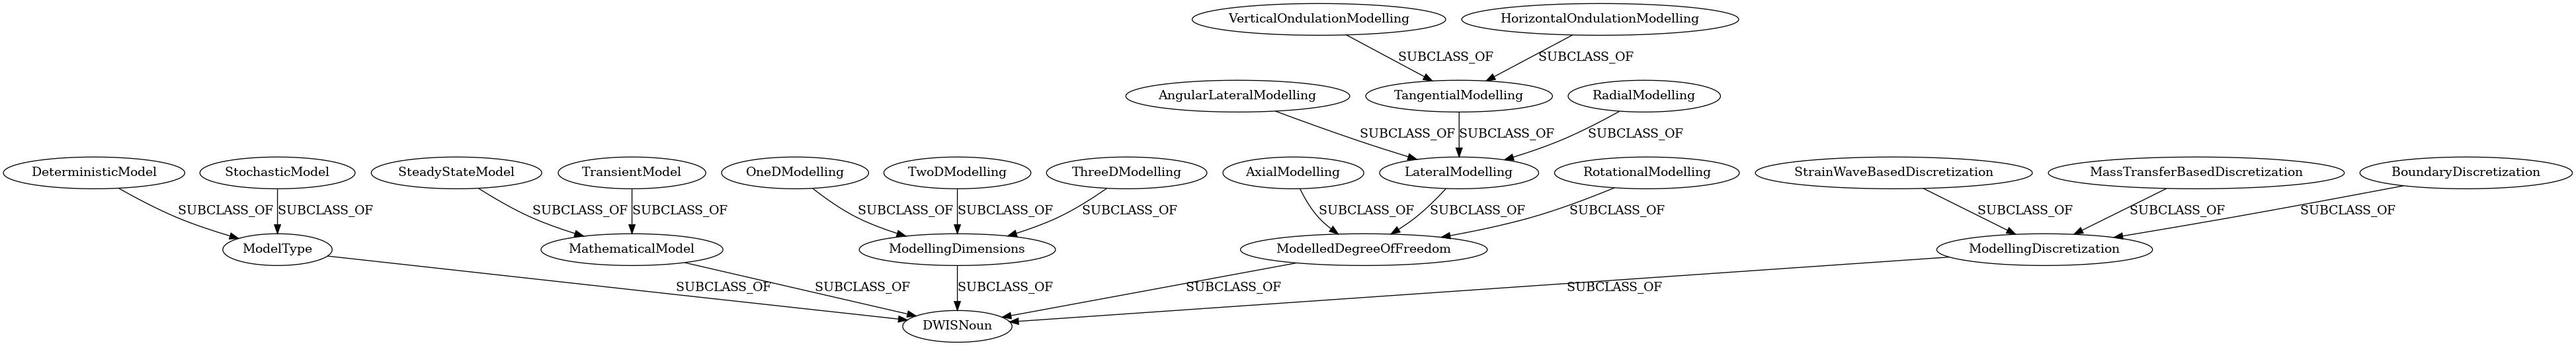 VerticalOndulationModelling
HorizontalOndulationModelling
SUBCLASS_OF
SUBCLASS_OF
AngularLateralModelling
TangentialModelling
RadialModelling
SUBCLASS_OF
SUBCLASS_OF
SUBCLASS_OF
DeterministicModel
StochasticModel
SteadyStateModel
TransientModel
OneDModelling
TwoDModelling
ThreeDModelling
AxialModelling
LateralModelling
RotationalModelling
StrainWaveBasedDiscretization
MassTransferBasedDiscretization
BoundaryDiscretization
SUBCLASS_OF
SUBCLASS_OF
SUBCLASS_OF
SUBCLASS_OF
SUBCLASS_OF
SUBCLASS_OF
SUBCLASS_OF
SUBCLASS_OF
SUBCLASS_OF
SUBCLASS_OF
SUBCLASS_OF
SUBCLASS_OF
SUBCLASS_OF
ModelType
MathematicalModel
ModellingDimensions
ModelledDegreeOfFreedom
ModellingDiscretization
SUBCLASS_OF
SUBCLASS_OF
SUBCLASS_OF
SUBCLASS_OF
SUBCLASS_OF
DWISNoun